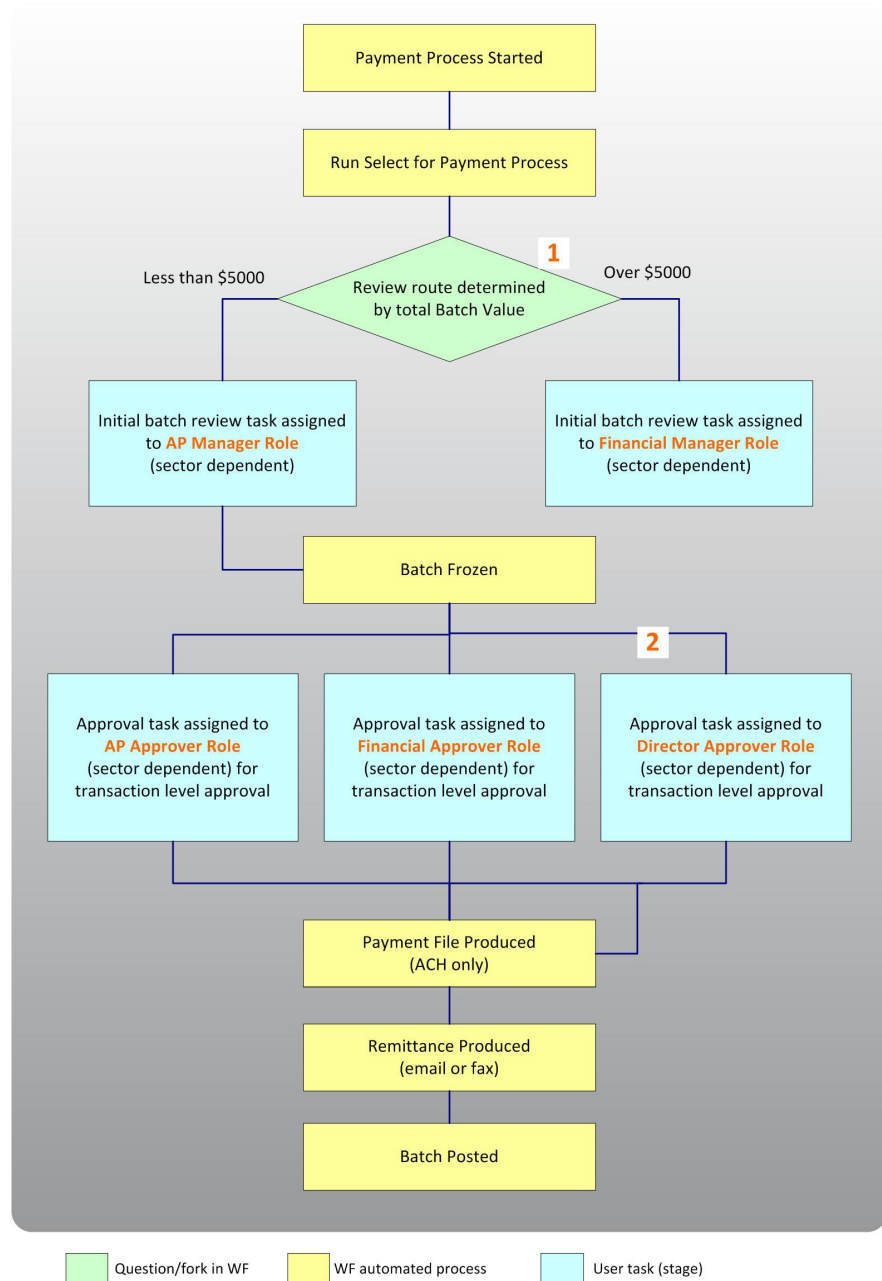 Payment Process Started
Run Select for Payment Process
1
Less than $5000
Over $5000
Review route determined
by total Batch Value
Initial batch review task assigned
to AP Manager Role
(sector dependent)
Initial batch review task assigned
to Financial Manager Role
(sector dependent)
Batch Frozen
2
Approval task assigned to
AP Approver Role
(sector dependent) for
transaction level approval
Approval task assigned to
Financial Approver Role
(sector dependent) for
transaction level approval
Approval task assigned to
Director Approver Role
(sector dependent) for
transaction level approval
Payment File Produced
(ACH only)
Remittance Produced
(email or fax)
Batch Posted
Question/fork in WF
WF automated process
User task (stage)